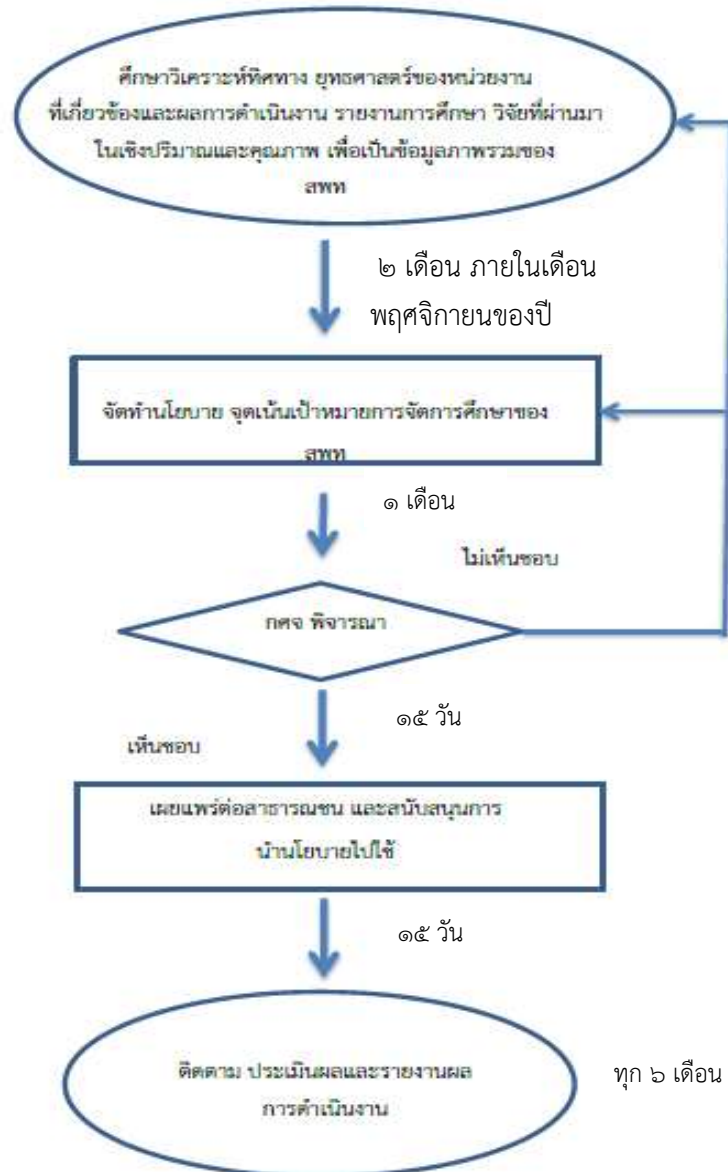 ศึกษาวิเคราะห์ทิศทาง ยุทธศาสตร์ของหน่วยงาน
ที่เกี่ยวข้องและผลการดำเนินงาน รายงานการศึกษา วิจัยที่ผ่านมา
ในเชิงปริมาณและคุณภาพ เพื่อเป็นข้อมูลภาพรวมของ
สพท
๒ เดือน ภายในเดือน
พฤศจิกายนของปี
จัดทำนโยบาย จุดเน้นเป้าหมายการจัดการศึกษาของ
สพท
๑ เดือน
ไม่เห็นชอบ
กศจ พิจารณา
๑๕ วัน
เห็นชอบ
เผยแพร่ต่อสาธารณชน และสนับสนุนการ
นำนโยบายไปใช้
๑๕ วัน
ติดตาม ประเมินผลและรายงานผล
การดำเนินงาน
ทุก ๖ เดือน